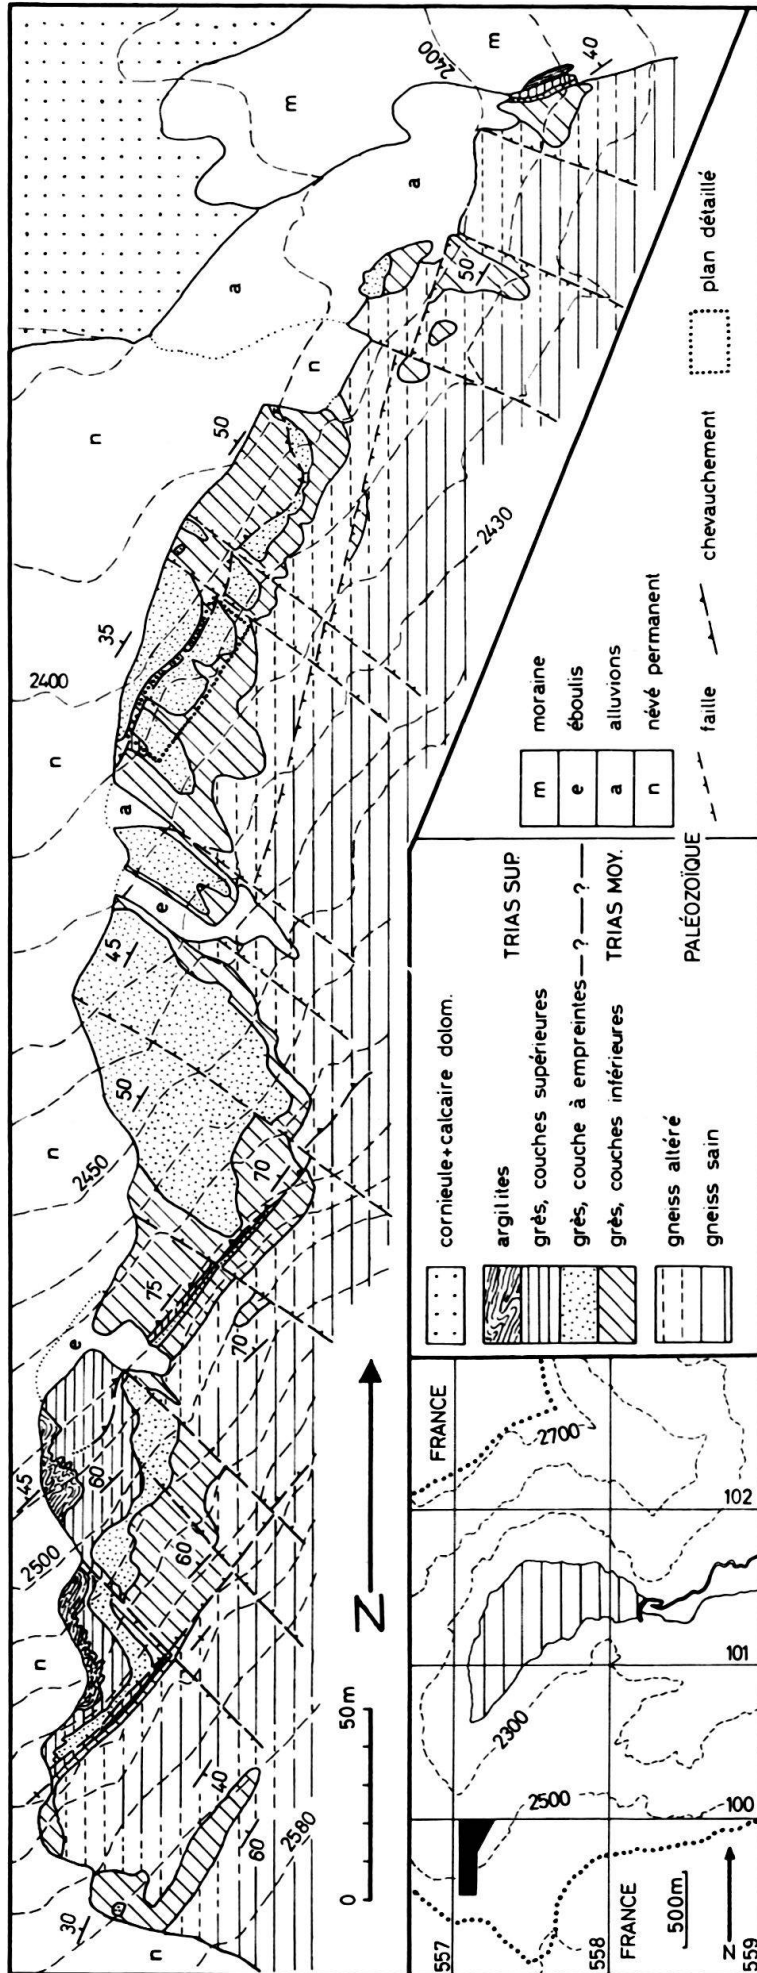 30
n
e
40
60
2580
n
2500
45
60
60
e
75
70
70
2450
n
50
45
e
a
n
2400
35
e
n
50
2430
n
a
a
50
m
m
2400
40
0 50m
N
cornieule+calcaire dolom.
argilites
grès, couches supérieures TRIAS SUP.
grès, couche à empreintes—?—?—
grès, couches inférieures TRIAS MOY.
gneiss altéré
gneiss sain PALÉOZOÏQUE
m moraine
e éboulis
a alluvions
n névé permanent
faille chevauchement plan détaillé
557
558
559
FRANCE
FRANCE
500m
N
2500
2300
2700
100
101
102